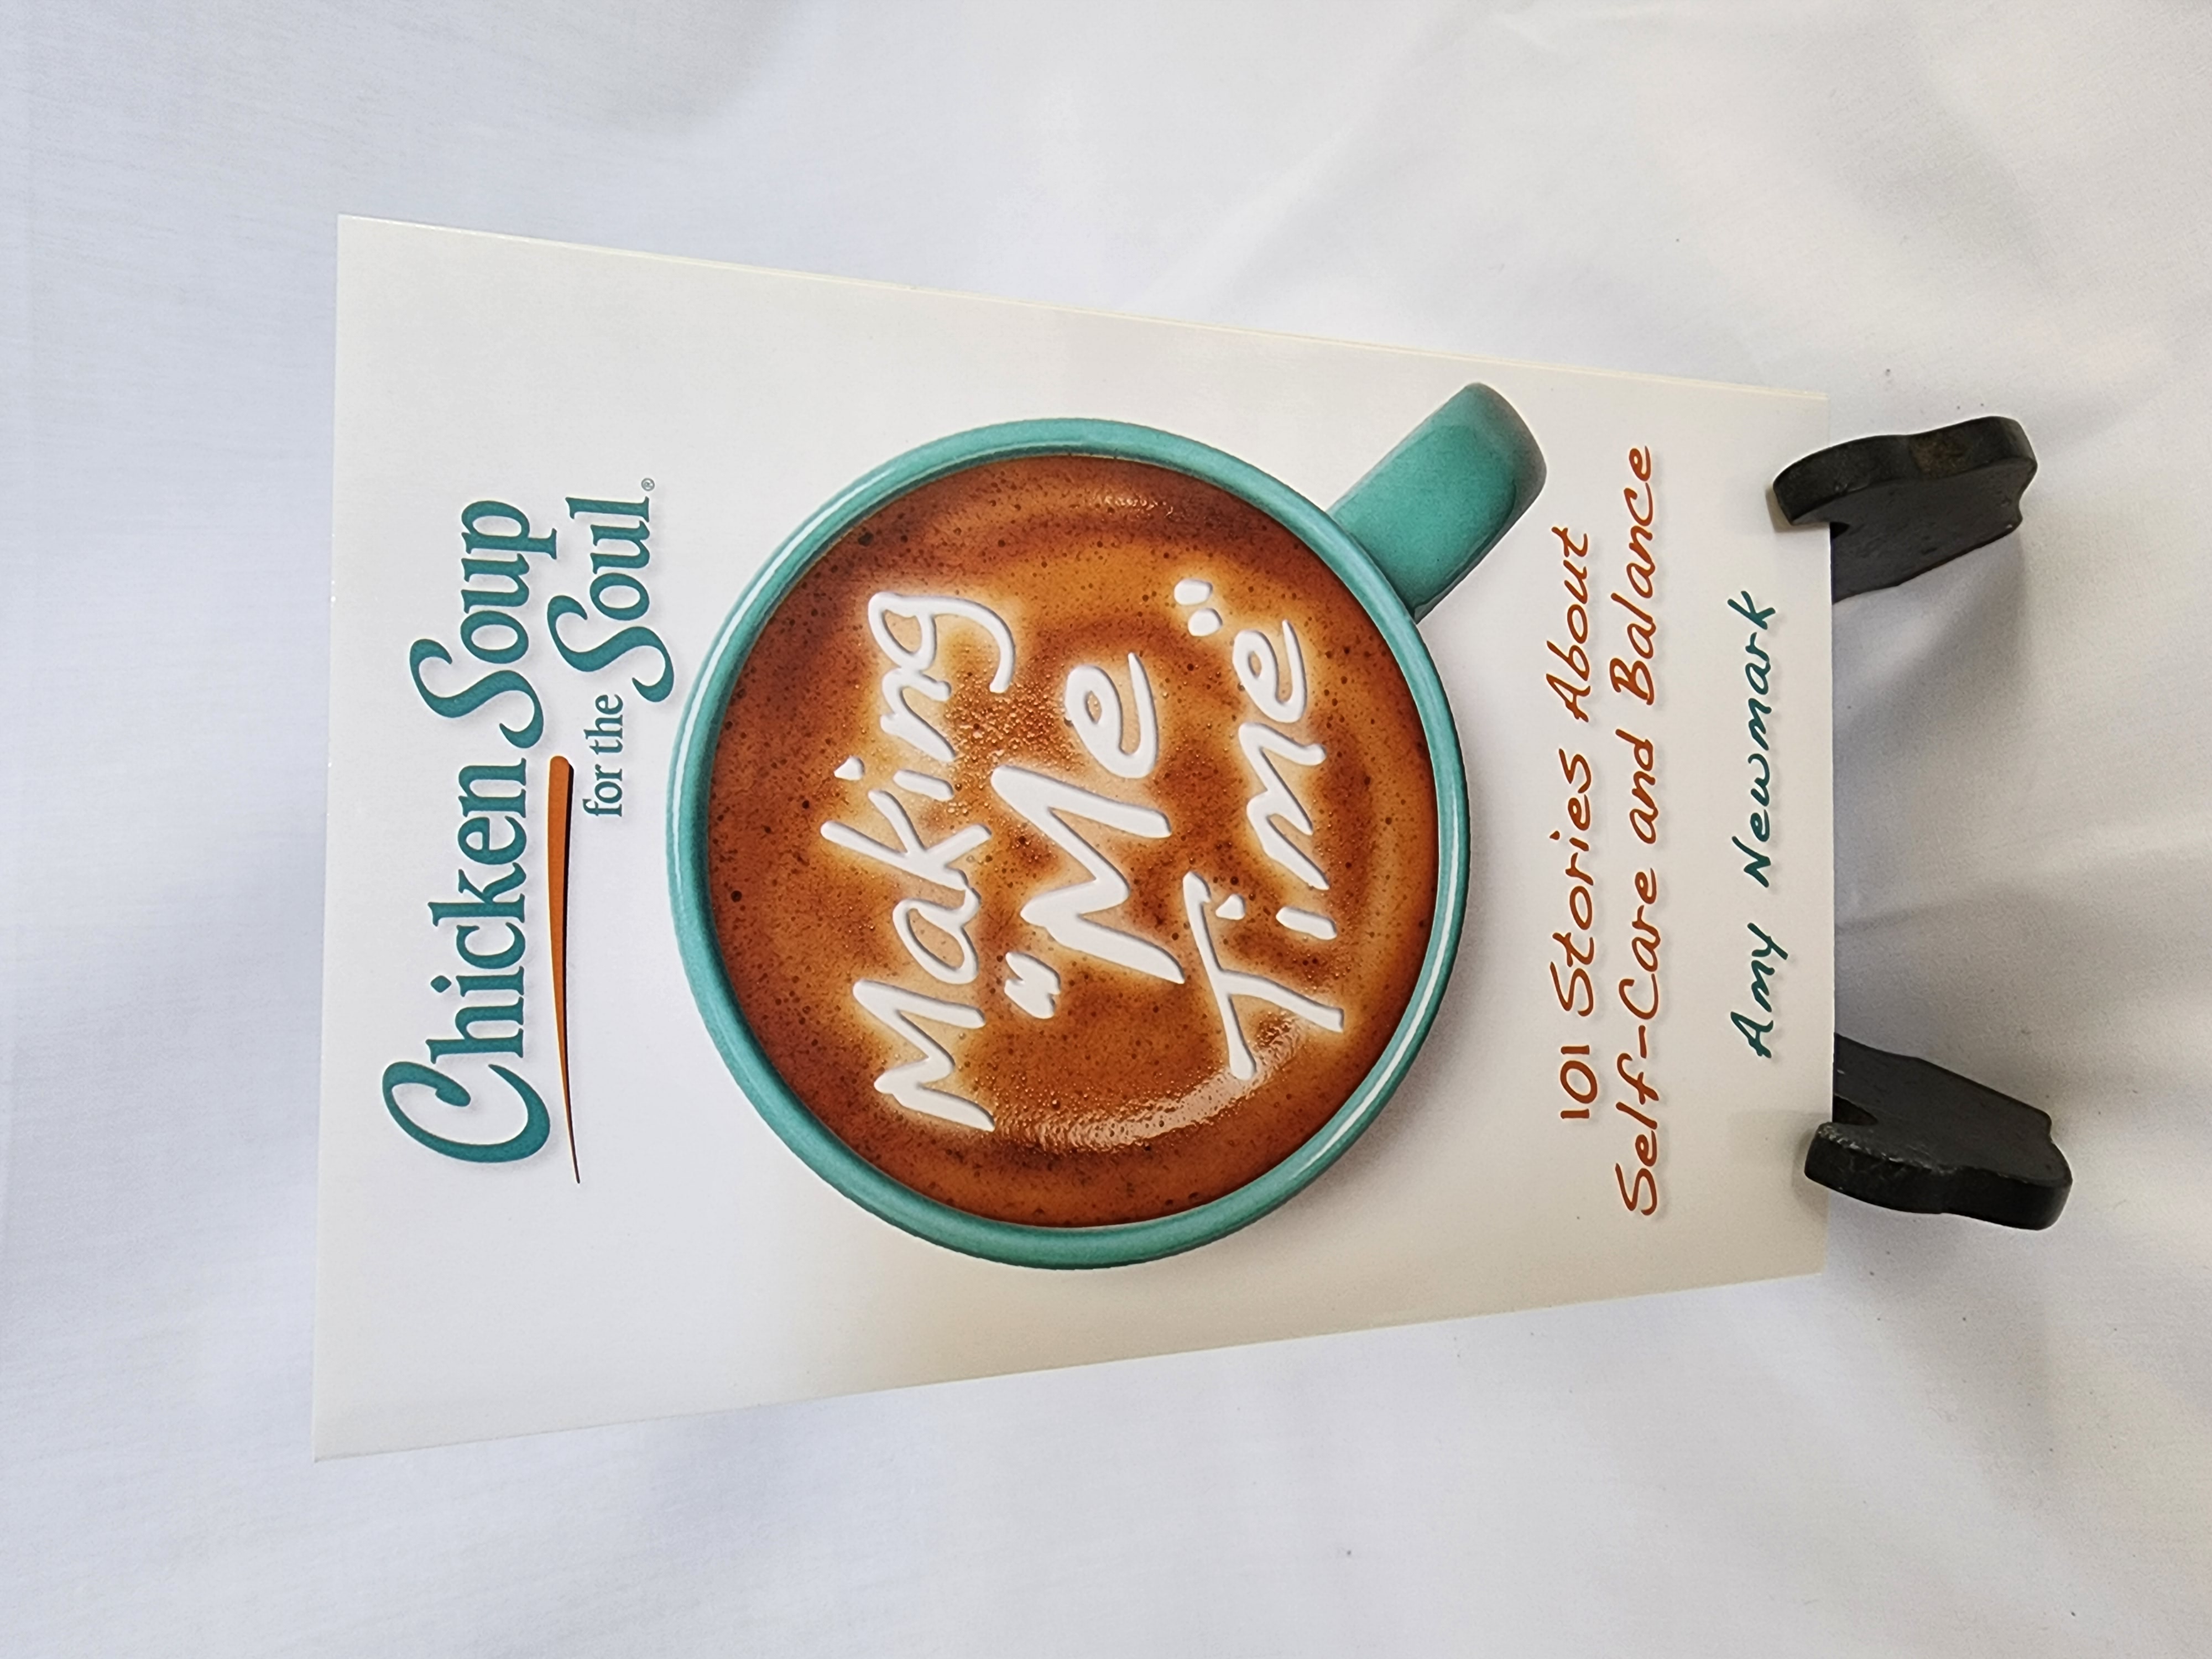 Chicken Soup
for the Soul®
Making
"Me
Time"
101 Stories About
Self-Care and Balance
Amy Newmark